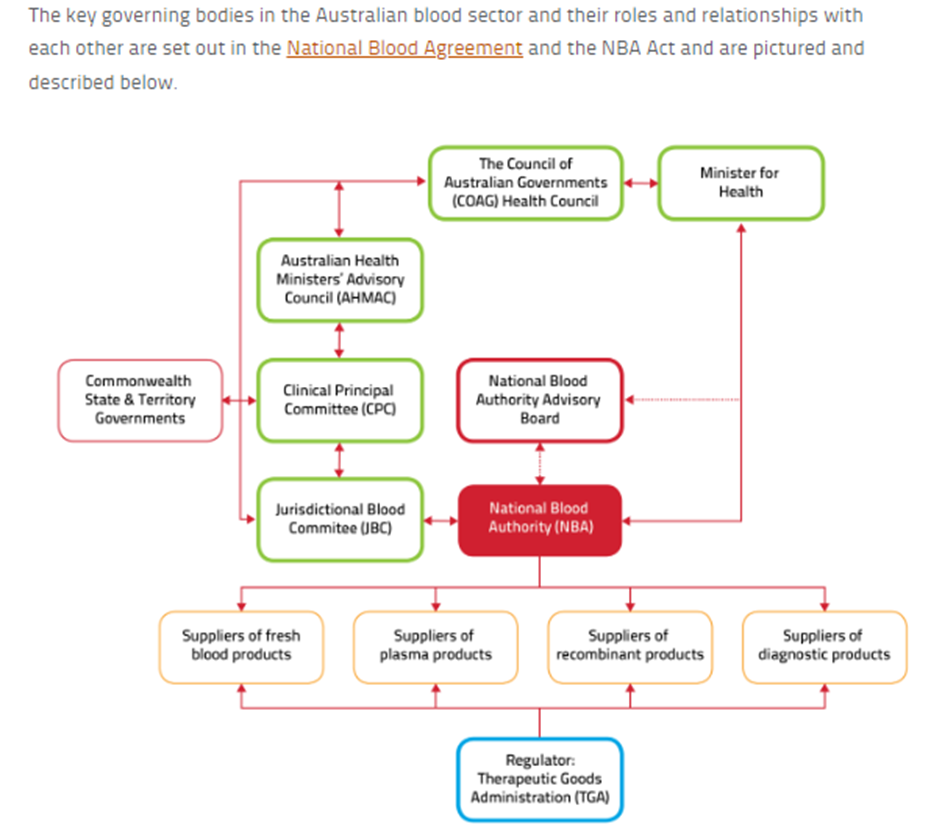 The key governing bodies in the Australian blood sector and their roles and relationships with
each other are set out in the National Blood Agreement and the NBA Act and are pictured and
described below.
The Council of
Australian Governments
(COAG) Health Council
Minister for
Health
Australian Health
Ministers' Advisory
Council (AHMAC)
Commonwealth
State & Territory
Governments
Clinical Principal
Committee (CPC)
National Blood
Authority Advisory
Board
Jurisdictional Blood
Commitee (JBC)
National Blood
Authority (NBA)
Suppliers of fresh
blood products
Suppliers of
plasma products
Suppliers of
recombinant products
Suppliers of
diagnostic products
Regulator:
Therapeutic Goods
Administration (TGA)